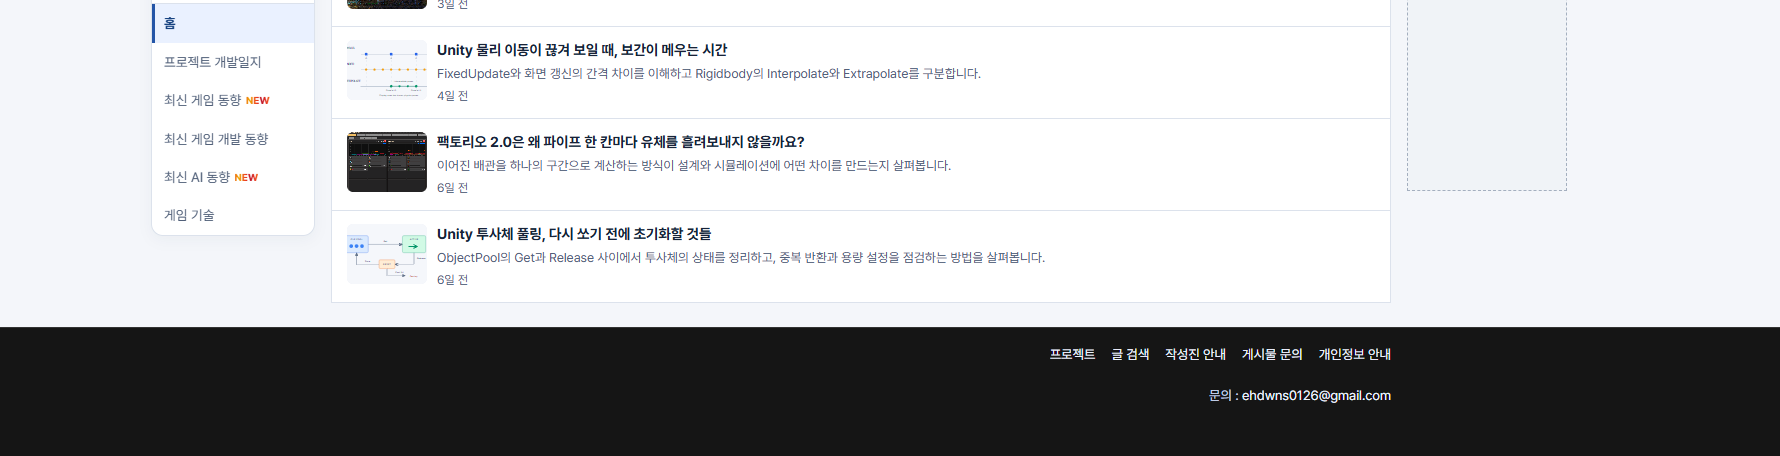 홈
프로젝트 개발일지
최신 게임 동향 NEW
최신 게임 개발 동향
최신 AI 동향 NEW
게임 기술
3일 전
Unity 물리 이동이 끊겨 보일 때, 보간이 메우는 시간
FixedUpdate와 화면 갱신의 간격 차이를 이해하고 Rigidbody의 Interpolate와 Extrapolate를 구분합니다.
4일 전
팩토리오 2.0은 왜 파이프 한 칸마다 유체를 흘려보내지 않을까요?
이어진 배관을 하나의 구간으로 계산하는 방식이 설계와 시뮬레이션에 어떤 차이를 만드는지 살펴봅니다.
6일 전
Unity 투사체 풀링, 다시 쏘기 전에 초기화할 것들
ObjectPool의 Get과 Release 사이에서 투사체의 상태를 정리하고, 중복 반환과 용량 설정을 점검하는 방법을 살펴봅니다.
6일 전
프로젝트 글 검색 작성진 안내 게시물 문의 개인정보 안내
문의 : ehdwns0126@gmail.com